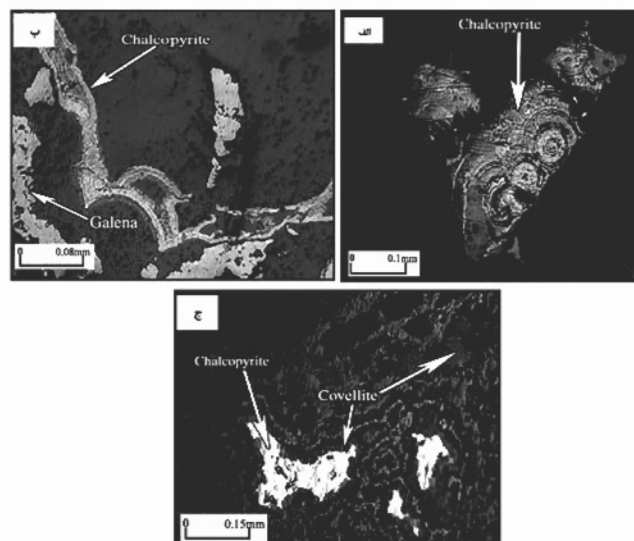 ب
Chalcopyrite
Galena
0 0.08mm
الف
Chalcopyrite
0 0.1mm
ج
Chalcopyrite
Covellite
0 0.15mm